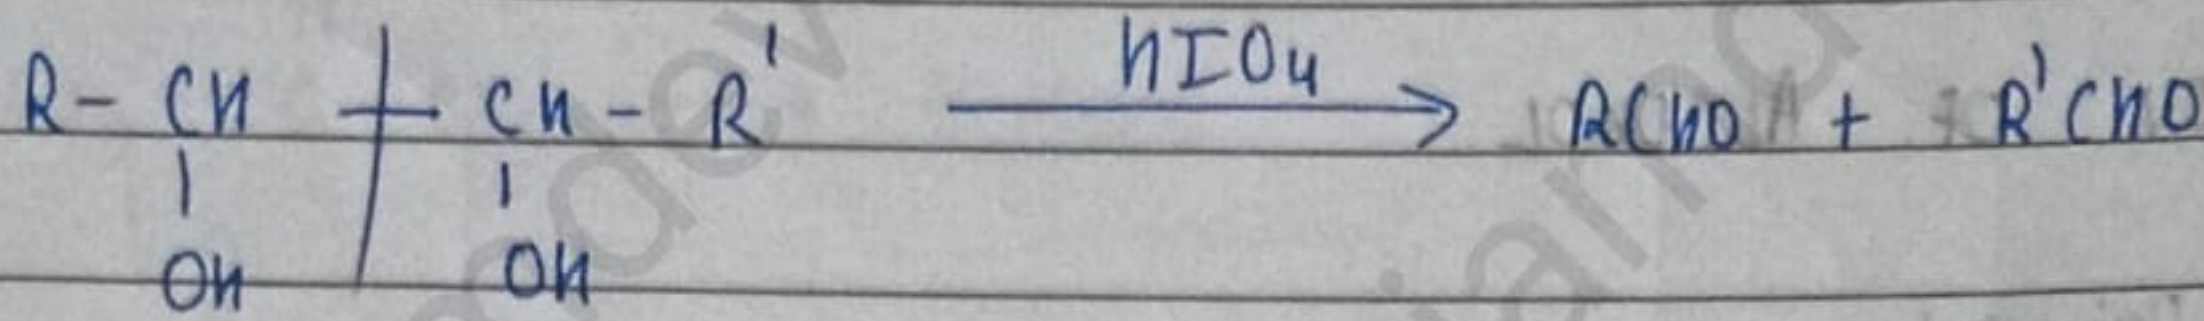 HIO4
R - CH + CH - R' → RCHO + R'CHO
| |
OH OH